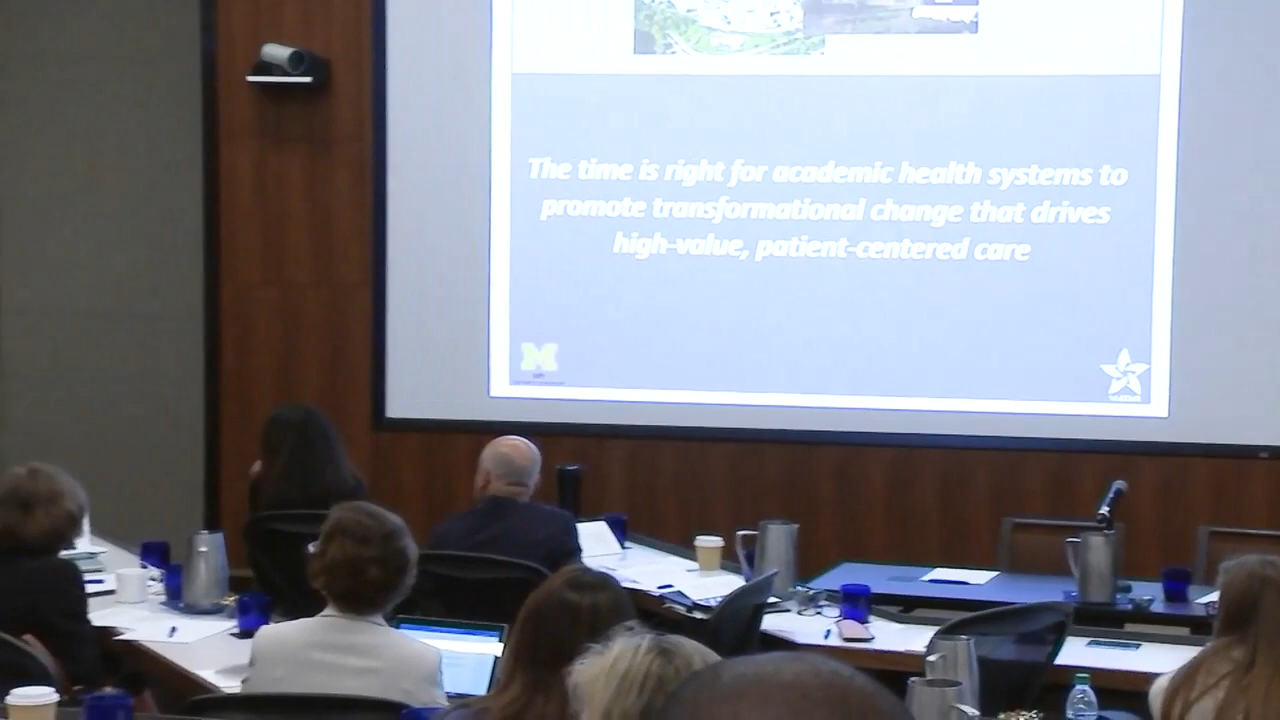 The time is right for academic health systems to
promote transformational change that drives
high-value, patient-centered care
M